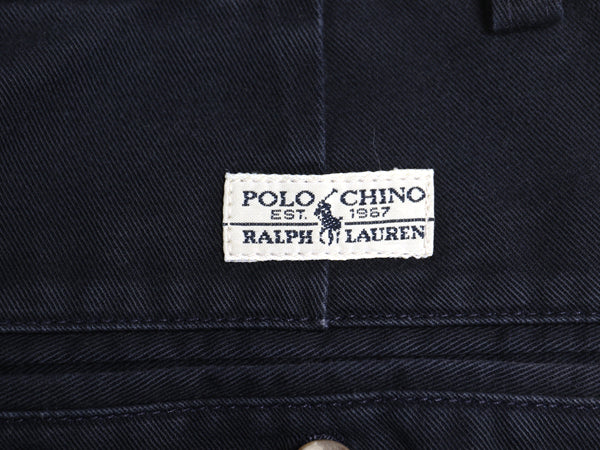 POLO CHINO
EST. 1967
RALPH LAUREN